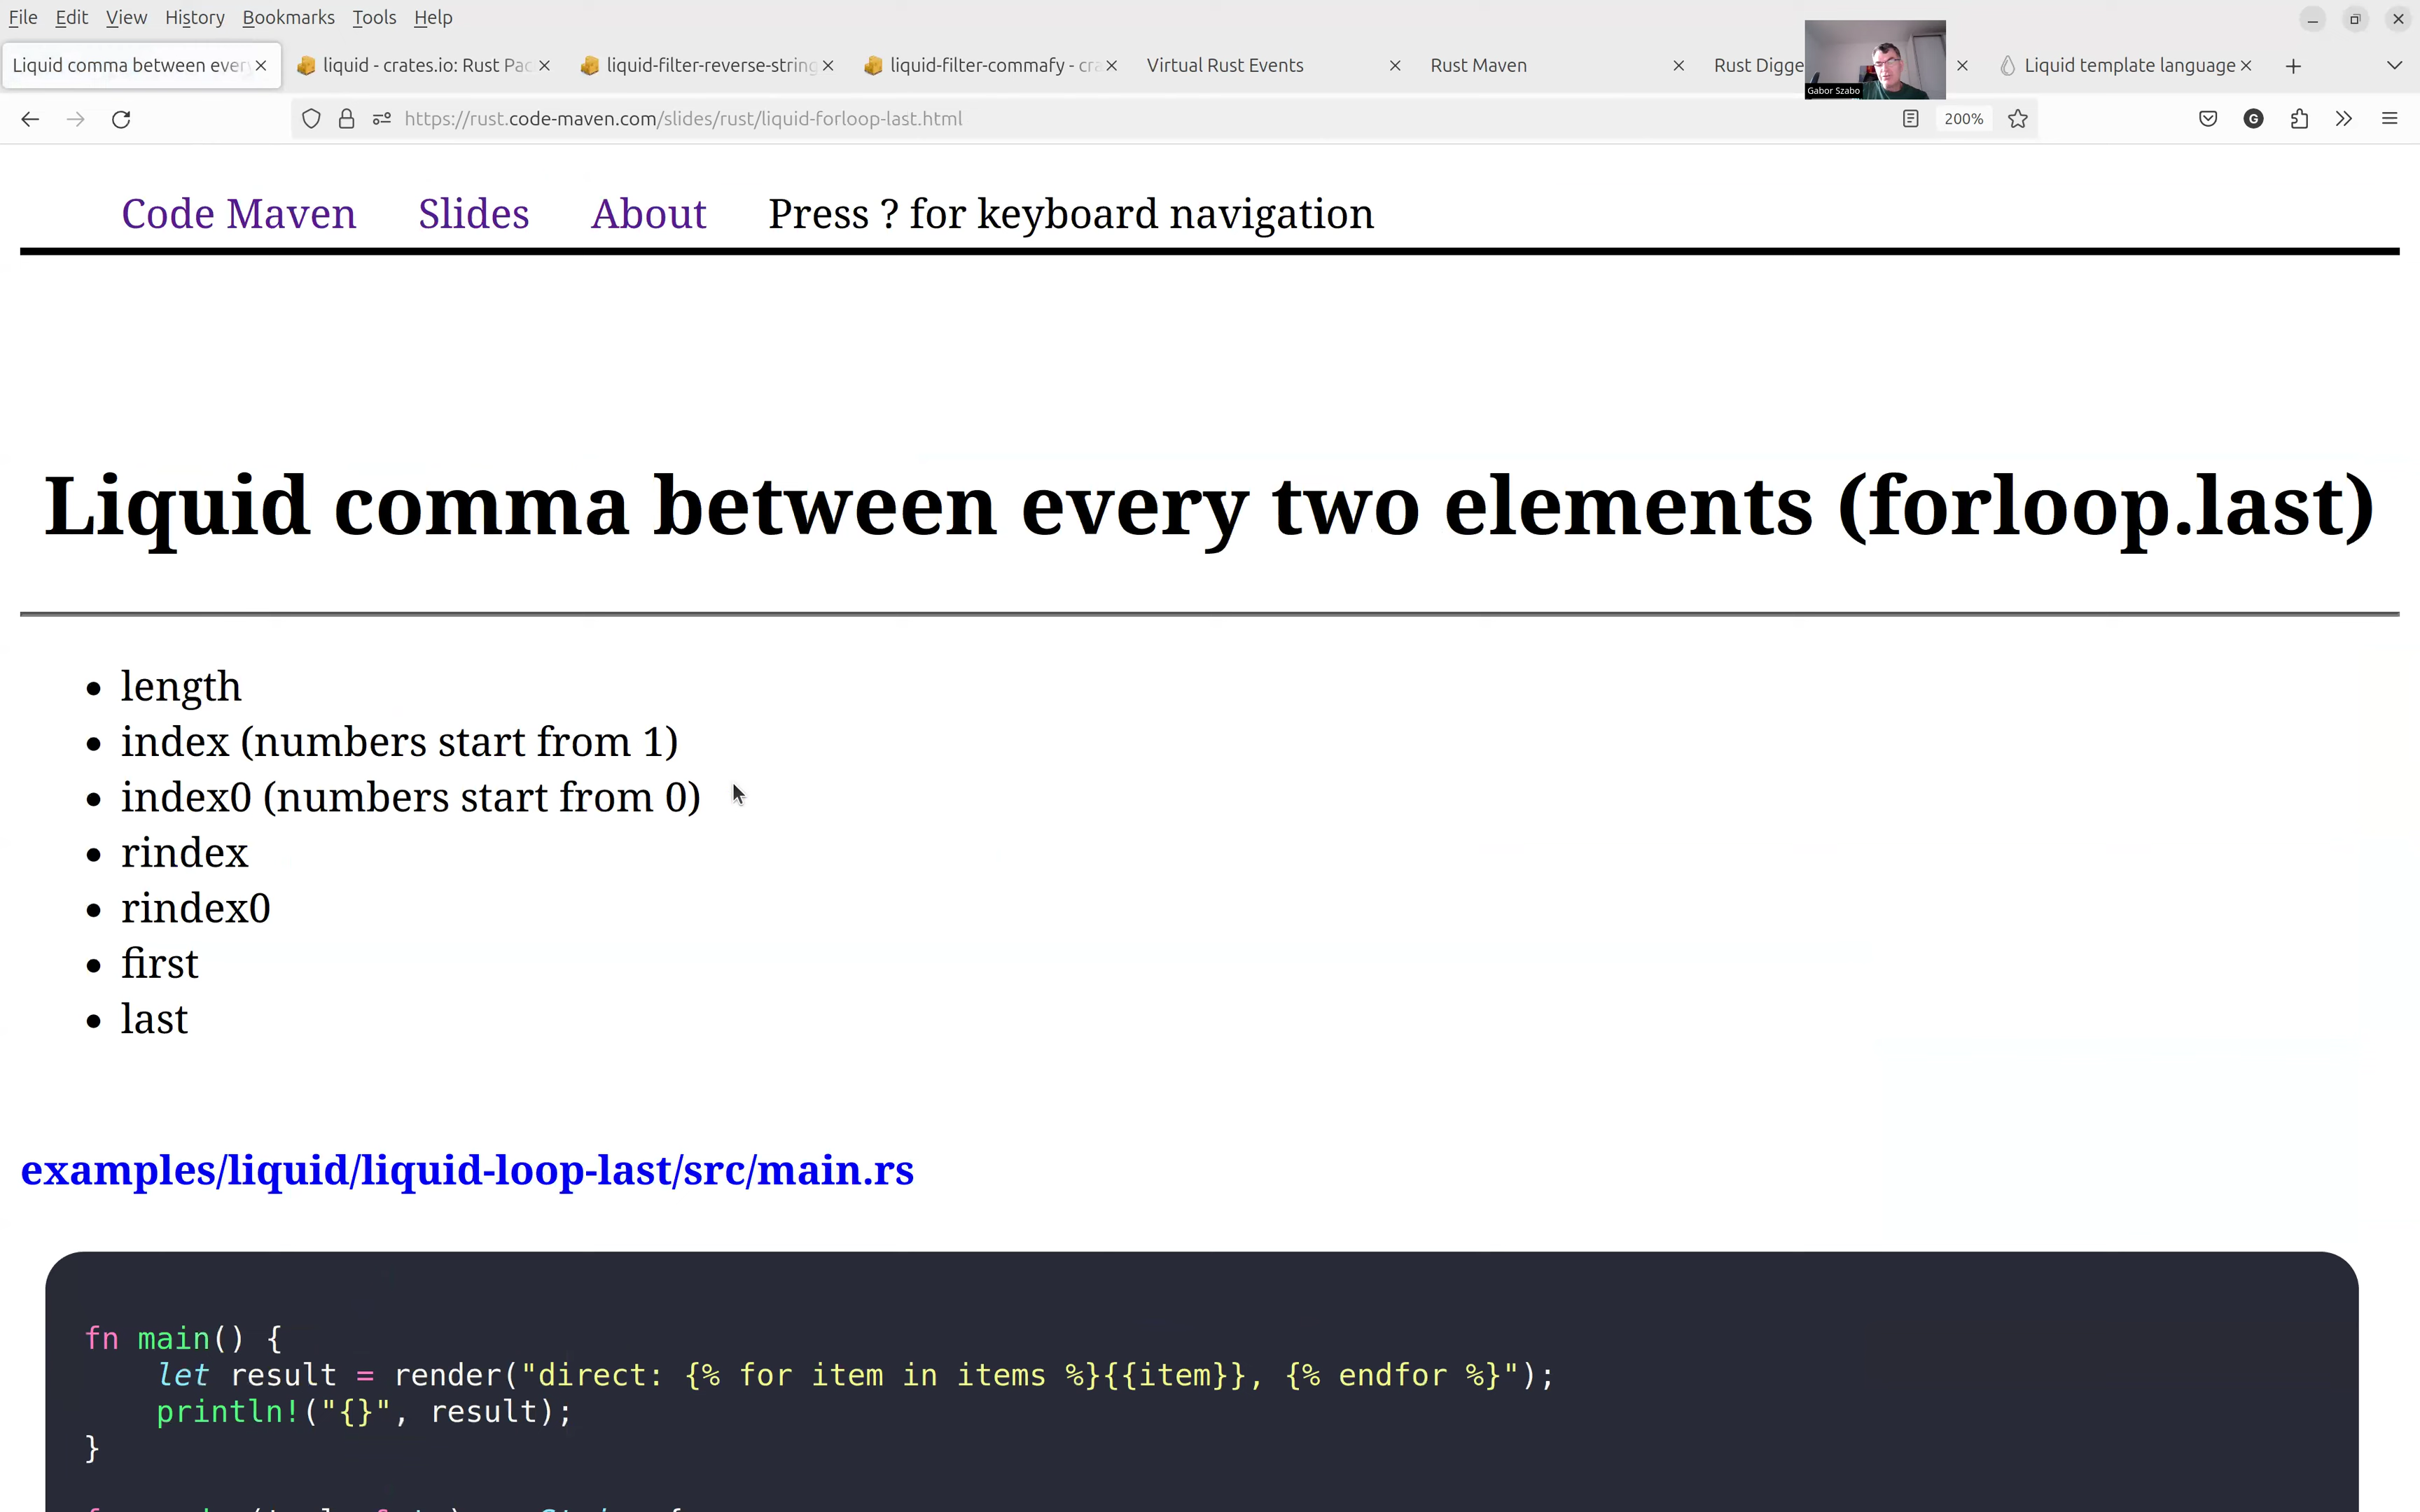 File Edit View History Bookmarks Tools Help
Liquid comma between ever liquid - crates.io: Rust Pac liquid-filter-reverse-string liquid-filter-commafy - cra Virtual Rust Events Rust Maven Rust Digge Liquid template language
Gabor Szabo
https://rust.code-maven.com/slides/rust/liquid-forloop-last.html 200% G
Code Maven Slides About Press ? for keyboard navigation
Liquid comma between every two elements (forloop.last)
• length
• index (numbers start from 1)
• index0 (numbers start from 0)
• rindex
• rindex0
• first
• last
examples/liquid/liquid-loop-last/src/main.rs
fn main() {
    let result = render("direct: {% for item in items %}{{item}}, {% endfor %}");
    println!("{}", result);
}